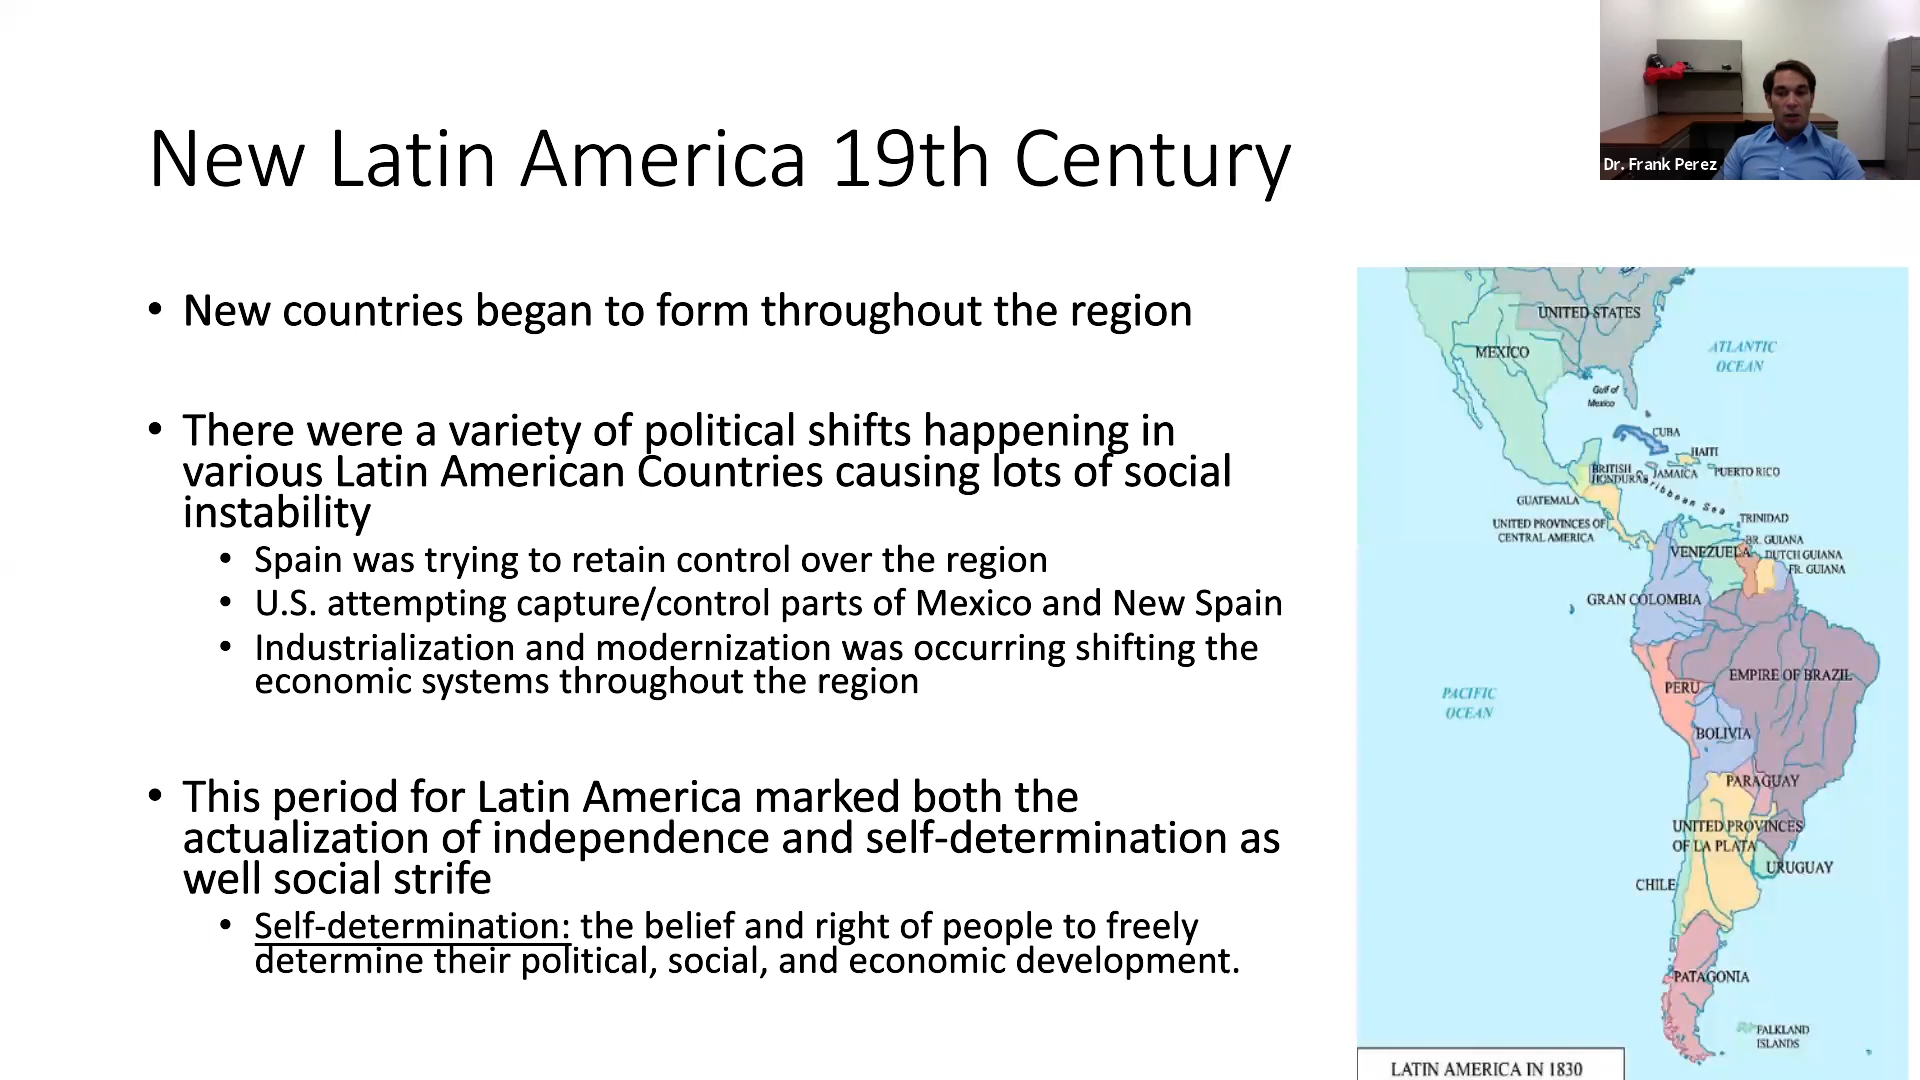 New Latin America 19th Century
Dr. Frank Perez
• New countries began to form throughout the region
• There were a variety of political shifts happening in
various Latin American Countries causing lots of social
instability
• Spain was trying to retain control over the region
• U.S. attempting capture/control parts of Mexico and New Spain
• Industrialization and modernization was occurring shifting the
economic systems throughout the region
• This period for Latin America marked both the
actualization of independence and self-determination as
well social strife
• Self-determination: the belief and right of people to freely
determine their political, social, and economic development.
UNITED STATES
MEXICO
ATLANTIC
OCEAN
Gulf of
Mexico
CUBA
HAITI
BRITISH
HONDURAS
JAMAICA
PUERTO RICO
Caribbean Sea
GUATEMALA
UNITED PROVINCES OF
CENTRAL AMERICA
TRINIDAD
BR. GUIANA
VENEZUELA
DUTCH GUIANA
FR. GUIANA
GRAN COLOMBIA
EMPIRE OF BRAZIL
PERU
PACIFIC
OCEAN
BOLIVIA
PARAGUAY
UNITED PROVINCES
OF LA PLATA
URUGUAY
CHILE
PATAGONIA
FALKLAND
ISLANDS
LATIN AMERICA IN 1830